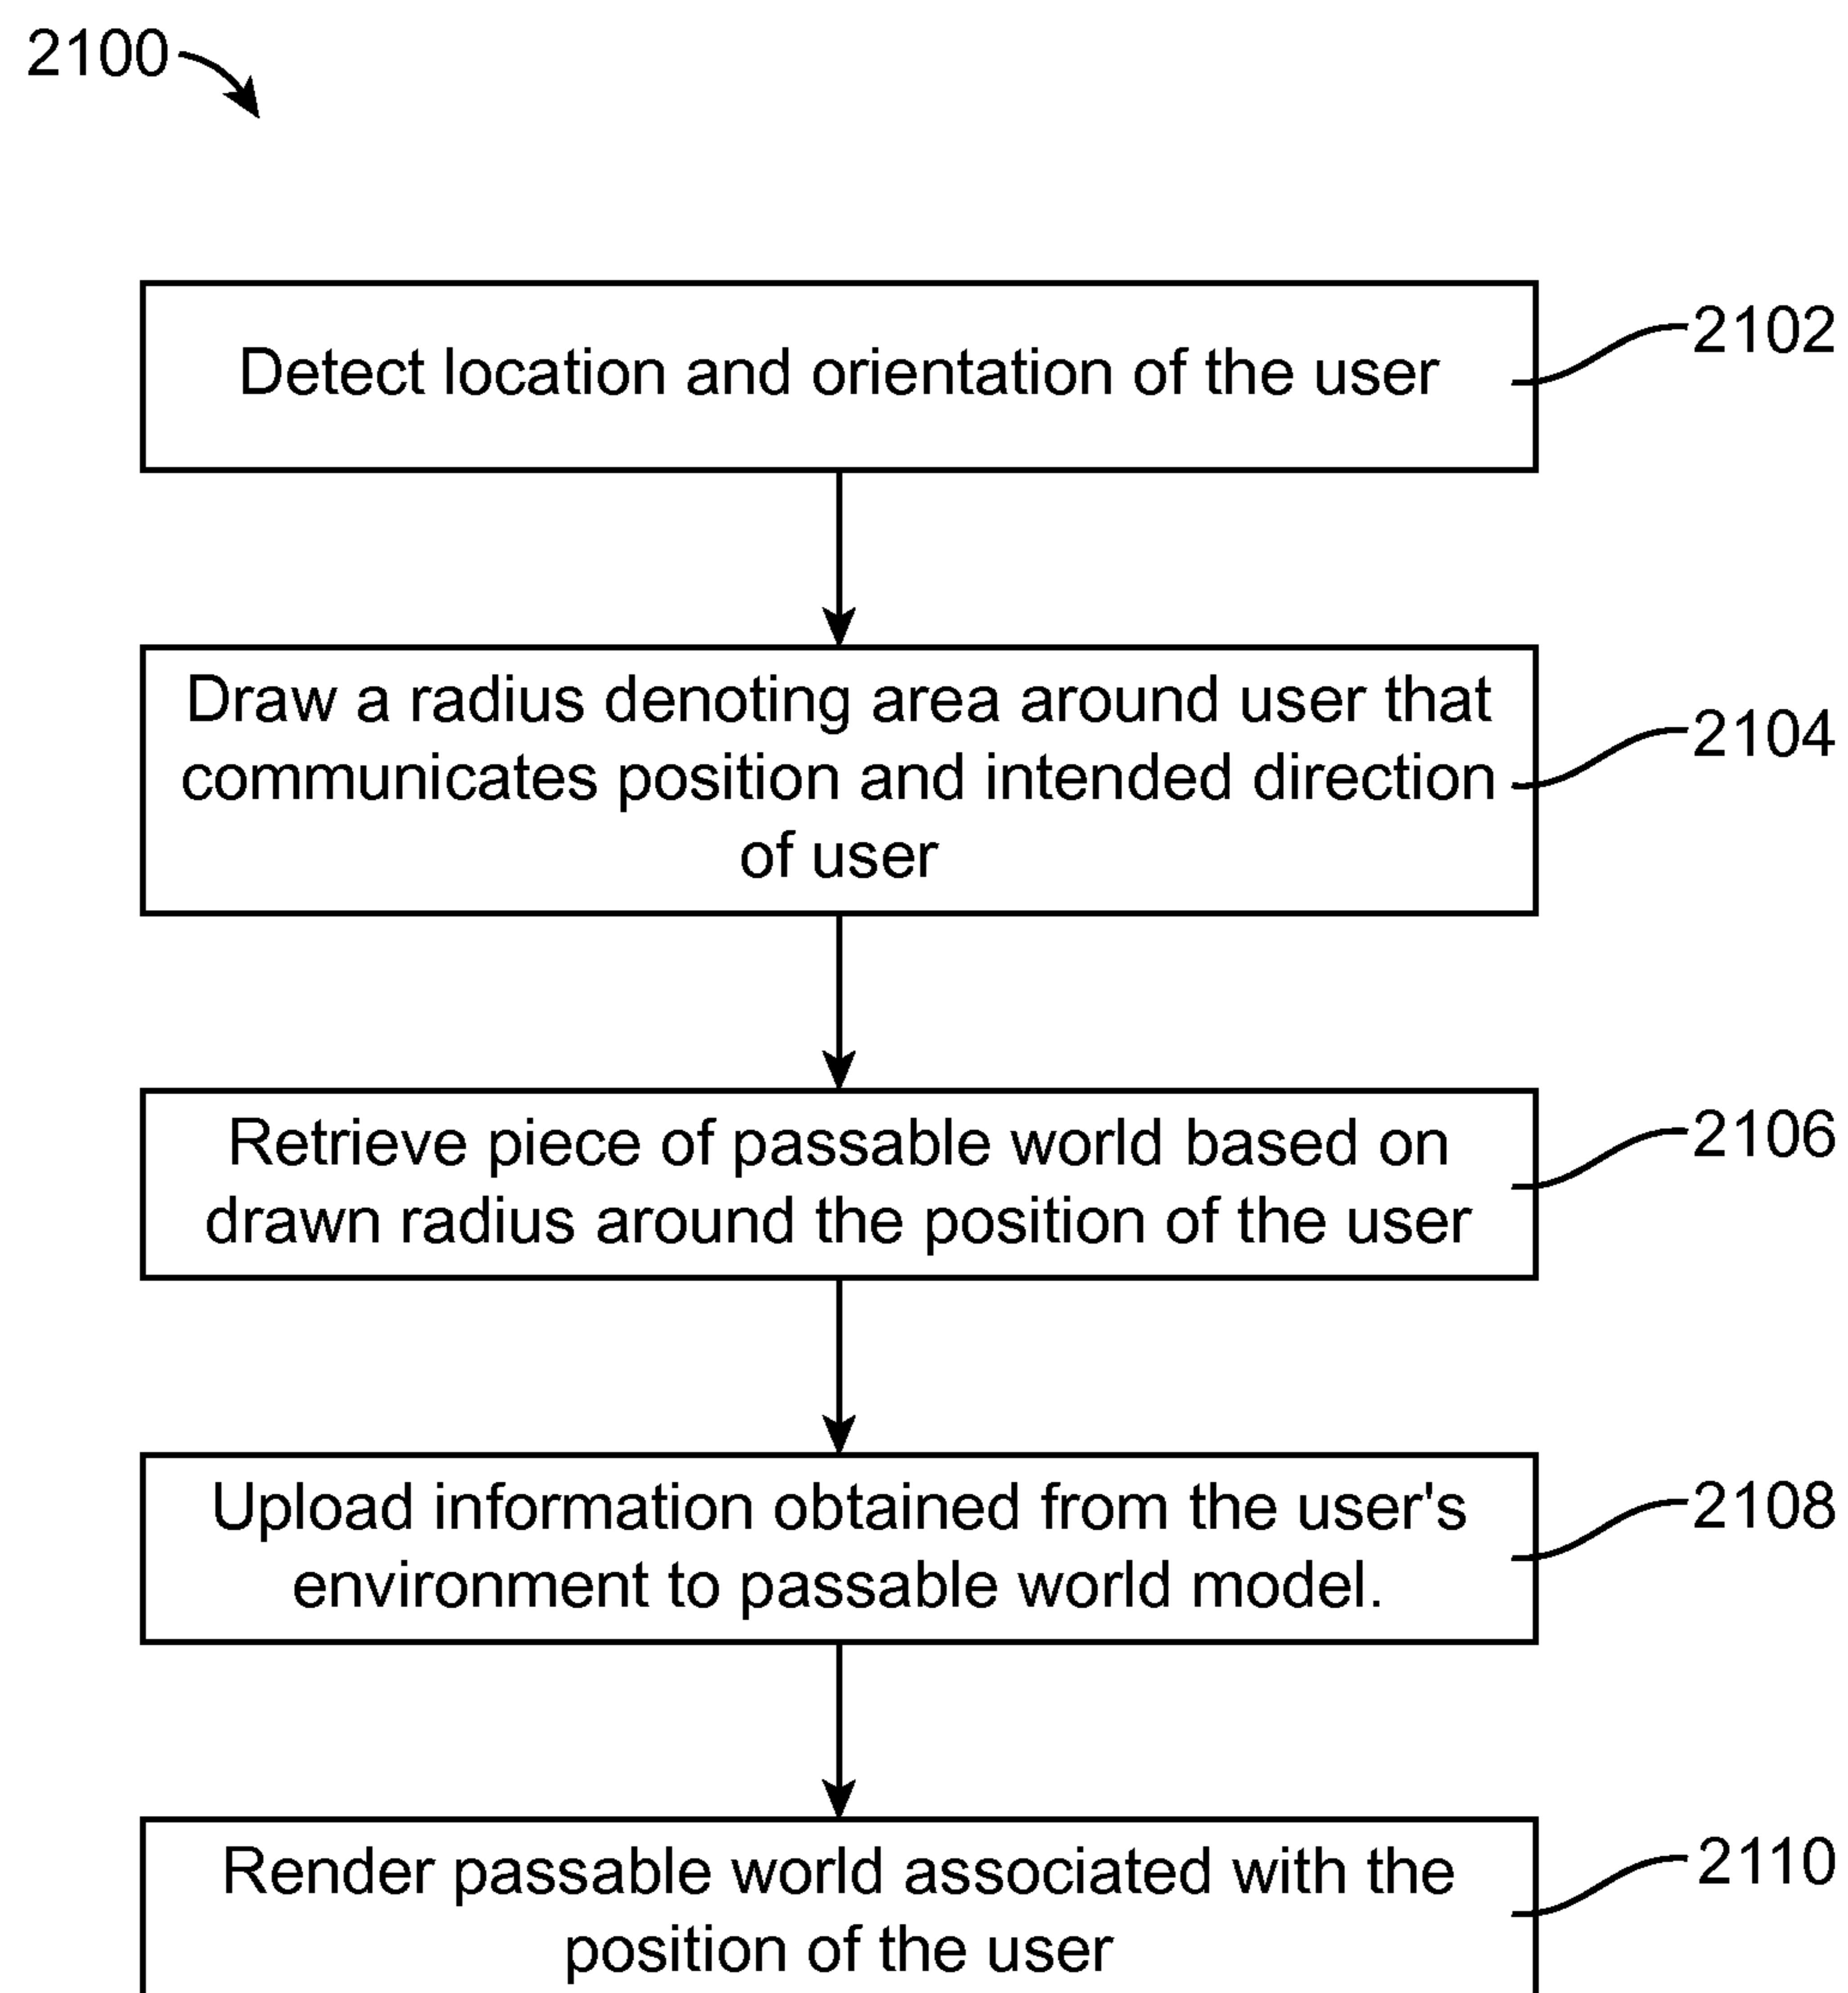 2100
Detect location and orientation of the user
2102
Draw a radius denoting area around user that
communicates position and intended direction
of user
2104
Retrieve piece of passable world based on
drawn radius around the position of the user
2106
Upload information obtained from the user's
environment to passable world model.
2108
Render passable world associated with the
position of the user
2110